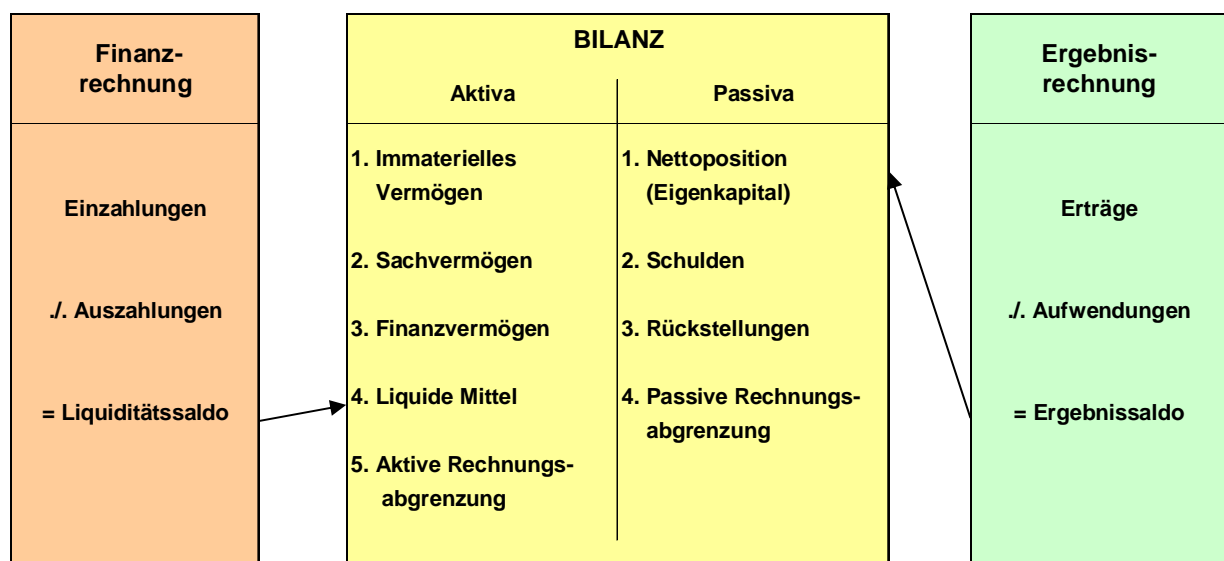 Finanz-
rechnung
Einzahlungen
./. Auszahlungen
= Liquiditätssaldo
BILANZ
Aktiva
1. Immaterielles
Vermögen
2. Sachvermögen
3. Finanzvermögen
4. Liquide Mittel
5. Aktive Rechnungs-
abgrenzung
Passiva
1. Nettoposition
(Eigenkapital)
2. Schulden
3. Rückstellungen
4. Passive Rechnungs-
abgrenzung
Ergebnis-
rechnung
Erträge
./. Aufwendungen
= Ergebnissaldo